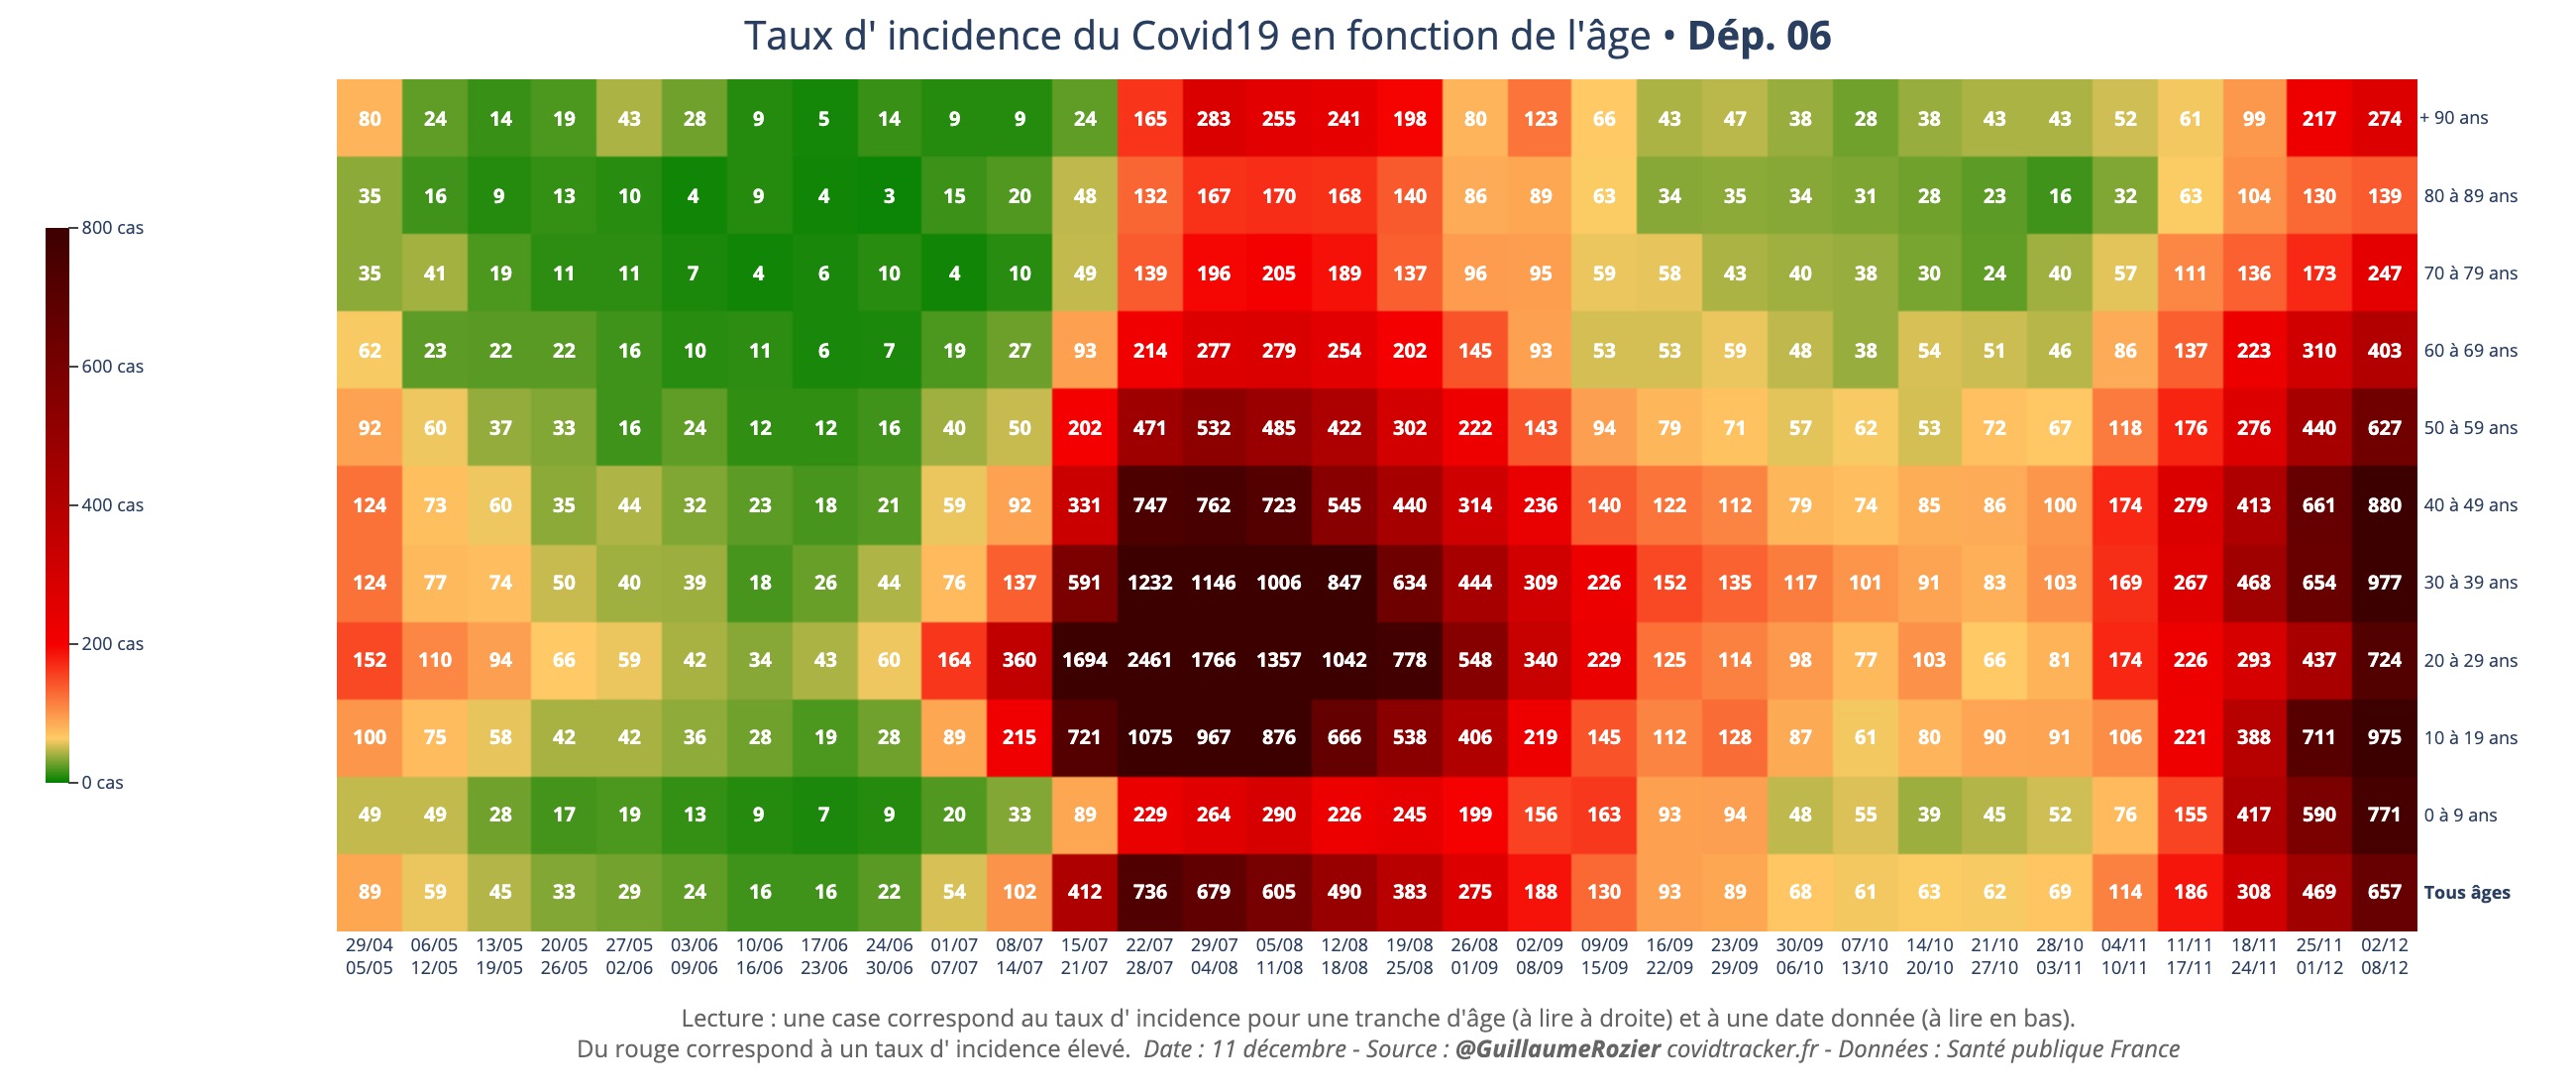 Taux d' incidence du Covid19 en fonction de l'âge • Dép. 06
800 cas
600 cas
400 cas
200 cas
0 cas
80 24 14 19 43 28 9 5 14 9 9 24 165 283 255 241 198 80 123 66 43 47 38 28 38 43 43 52 61 99 217 274 + 90 ans
35 16 9 13 10 4 9 4 3 15 20 48 132 167 170 168 140 86 89 63 34 35 34 31 28 23 16 32 63 104 130 139 80 à 89 ans
35 41 19 11 11 7 4 6 10 4 10 49 139 196 205 189 137 96 95 59 58 43 40 38 30 24 40 57 111 136 173 247 70 à 79 ans
62 23 22 22 16 10 11 6 7 19 27 93 214 277 279 254 202 145 93 53 53 59 48 38 54 51 46 86 137 223 310 403 60 à 69 ans
92 60 37 33 16 24 12 12 16 40 50 202 471 532 485 422 302 222 143 94 79 71 57 62 53 72 67 118 176 276 440 627 50 à 59 ans
124 73 60 35 44 32 23 18 21 59 92 331 747 762 723 545 440 314 236 140 122 112 79 74 85 86 100 174 279 413 661 880 40 à 49 ans
124 77 74 50 40 39 18 26 44 76 137 591 1232 1146 1006 847 634 444 309 226 152 135 117 101 91 83 103 169 267 468 654 977 30 à 39 ans
152 110 94 66 59 42 34 43 60 164 360 1694 2461 1766 1357 1042 778 548 340 229 125 114 98 77 103 66 81 174 226 293 437 724 20 à 29 ans
100 75 58 42 42 36 28 19 28 89 215 721 1075 967 876 666 538 406 219 145 112 128 87 61 80 90 91 106 221 388 711 975 10 à 19 ans
49 49 28 17 19 13 9 7 9 20 33 89 229 264 290 226 245 199 156 163 93 94 48 55 39 45 52 76 155 417 590 771 0 à 9 ans
89 59 45 33 29 24 16 16 22 54 102 412 736 679 605 490 383 275 188 130 93 89 68 61 63 62 69 114 186 308 469 657 Tous âges
29/04 06/05 13/05 20/05 27/05 03/06 10/06 17/06 24/06 01/07 08/07 15/07 22/07 29/07 05/08 12/08 19/08 26/08 02/09 09/09 16/09 23/09 30/09 07/10 14/10 21/10 28/10 04/11 11/11 18/11 25/11 02/12
05/05 12/05 19/05 26/05 02/06 09/06 16/06 23/06 30/06 07/07 14/07 21/07 28/07 04/08 11/08 18/08 25/08 01/09 08/09 15/09 22/09 29/09 06/10 13/10 20/10 27/10 03/11 10/11 17/11 24/11 01/12 08/12
Lecture : une case correspond au taux d' incidence pour une tranche d'âge (à lire à droite) et à une date donnée (à lire en bas).
Du rouge correspond à un taux d' incidence élevé. Date : 11 décembre - Source : @GuillaumeRozier covidtracker.fr - Données : Santé publique France